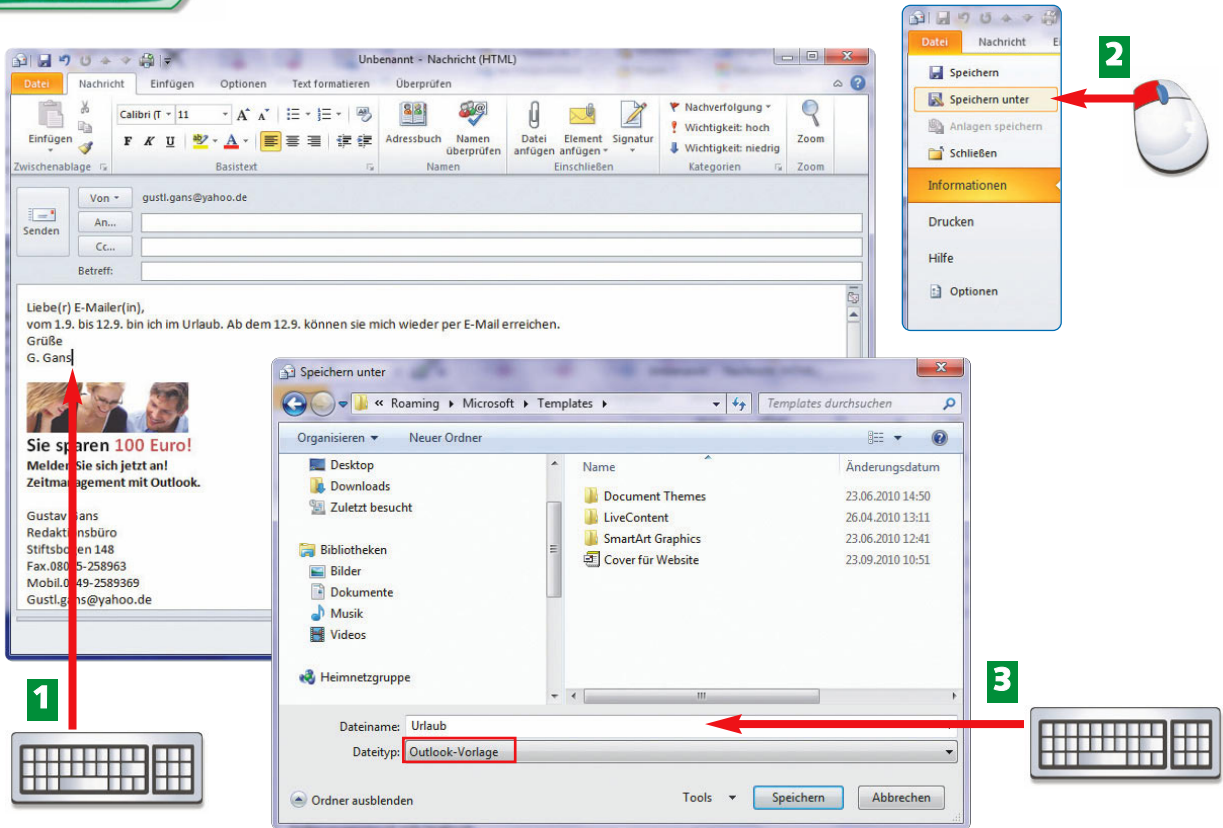 Unbenannt - Nachricht (HTML)
Datei Nachricht Einfügen Optionen Text formatieren Überprüfen
Calibri (T 11
Einfügen
F K U
Adressbuch Namen überprüfen
Datei anfügen Element anfügen Signatur
Nachverfolgung
Wichtigkeit: hoch
Wichtigkeit: niedrig
Zoom
Zwischenablage Basistext Namen Einschließen Kategorien Zoom
Senden
Von gustl.gans@yahoo.de
An...
Cc...
Betreff:
Liebe(r) E-Mailer(in),
vom 1.9. bis 12.9. bin ich im Urlaub. Ab dem 12.9. können sie mich wieder per E-Mail erreichen.
Grüße
G. Gans
Sie sparen 100 Euro!
Melden Sie sich jetzt an!
Zeitmanagement mit Outlook.
Gustav Gans
Redaktionsbüro
148
Gustl.gans@yahoo.de
1
Datei Nachricht
Speichern
Speichern unter
Anlagen speichern
Schließen
Informationen
Drucken
Hilfe
Optionen
2
Speichern unter
« Roaming Microsoft Templates
Templates durchsuchen
Organisieren Neuer Ordner
Desktop
Downloads
Zuletzt besucht
Bibliotheken
Bilder
Dokumente
Musik
Videos
Heimnetzgruppe
Name Änderungsdatum
Document Themes 23.06.2010 14:50
LiveContent 26.04.2010 13:11
SmartArt Graphics 23.06.2010 12:41
Cover für Website 23.09.2010 10:51
Dateiname: Urlaub
Dateityp: Outlook-Vorlage
Ordner ausblenden
Tools Speichern Abbrechen
3